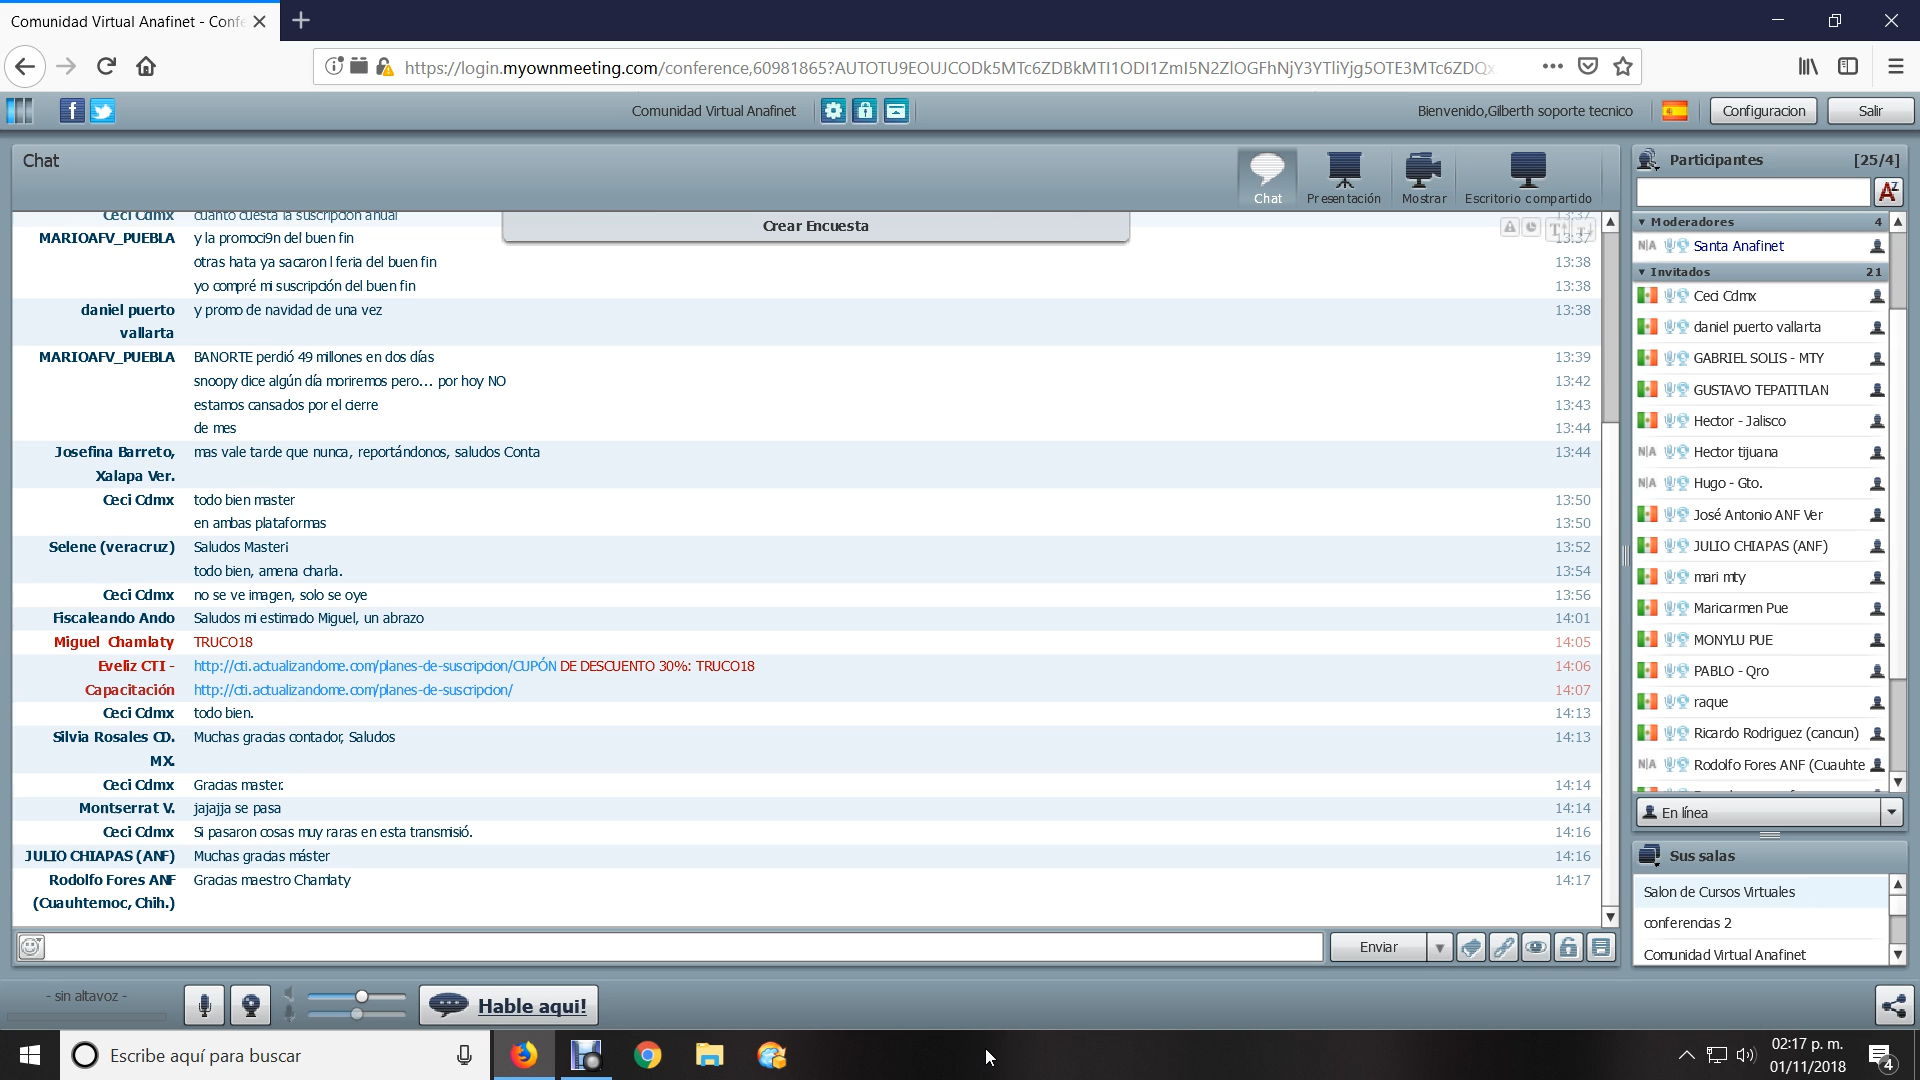 Comunidad Virtual Anafinet - Confe
https://login.myownmeeting.com/conference,60981865?AUTOTU9EOUJCODk5MTc6ZDBkMTI1ODI1ZmI5N2ZlOGFhNjY3YTliYjg5OTE3MTc6ZDQx
Comunidad Virtual Anafinet
Bienvenido,Gilberth soporte tecnico
Configuracion
Salir
Chat
Chat
Presentación
Mostrar
Escritorio compartido
Crear Encuesta
Ceci Cdmx cuanto cuesta la suscripcion anual 13:37
MARIOAFV_PUEBLA y la promoci9n del buen fin 13:37
otras hata ya sacaron l feria del buen fin 13:38
yo compré mi suscripción del buen fin 13:38
daniel puerto y promo de navidad de una vez 13:38
vallarta
MARIOAFV_PUEBLA BANORTE perdió 49 millones en dos días 13:39
snoopy dice algún día moriremos pero... por hoy NO 13:42
estamos cansados por el cierre 13:43
de mes 13:44
Josefina Barreto, mas vale tarde que nunca, reportándonos, saludos Conta 13:44
Xalapa Ver.
Ceci Cdmx todo bien master 13:50
en ambas plataformas 13:50
Selene (veracruz) Saludos Masteri 13:52
todo bien, amena charla. 13:54
Ceci Cdmx no se ve imagen, solo se oye 13:56
Fiscaleando Ando Saludos mi estimado Miguel, un abrazo 14:01
Miguel Chamlaty TRUCO18 14:05
Eveliz CTI - http://cti.actualizandome.com/planes-de-suscripcion/CUPÓN DE DESCUENTO 30%: TRUCO18 14:06
Capacitación http://cti.actualizandome.com/planes-de-suscripcion/ 14:07
Ceci Cdmx todo bien. 14:13
Silvia Rosales CD. Muchas gracias contador, Saludos 14:13
MX.
Ceci Cdmx Gracias master. 14:14
Montserrat V. jajajja se pasa 14:14
Ceci Cdmx Si pasaron cosas muy raras en esta transmisió. 14:16
JULIO CHIAPAS (ANF) Muchas gracias máster 14:16
Rodolfo Fores ANF Gracias maestro Chamlaty 14:17
(Cuauhtemoc, Chih.)
Enviar
Participantes [25/4]
Moderadores 4
N|A Santa Anafinet
Invitados 21
Ceci Cdmx
daniel puerto vallarta
GABRIEL SOLIS - MTY
GUSTAVO TEPATITLAN
Hector - Jalisco
N|A Hector tijuana
N|A Hugo - Gto.
José Antonio ANF Ver
JULIO CHIAPAS (ANF)
mari mty
Maricarmen Pue
MONYLU PUE
PABLO - Qro
raque
Ricardo Rodriguez (cancun)
N|A Rodolfo Fores ANF (Cuauhte
En línea
Sus salas
Salon de Cursos Virtuales
conferencias 2
Comunidad Virtual Anafinet
- sin altavoz -
Hable aqui!
Escribe aquí para buscar
02:17 p. m.
01/11/2018
4